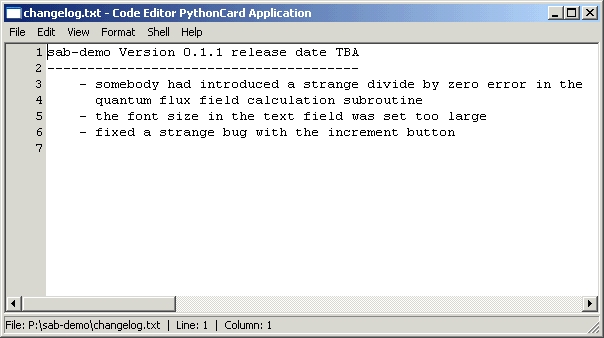 changelog.txt - Code Editor PythonCard Application
File Edit View Format Shell Help
1 sab-demo Version 0.1.1 release date TBA
2 ---------------------------------------
3     - somebody had introduced a strange divide by zero error in the
4       quantum flux field calculation subroutine
5     - the font size in the text field was set too large
6     - fixed a strange bug with the increment button
7
File: P:\sab-demo\changelog.txt | Line: 1 | Column: 1